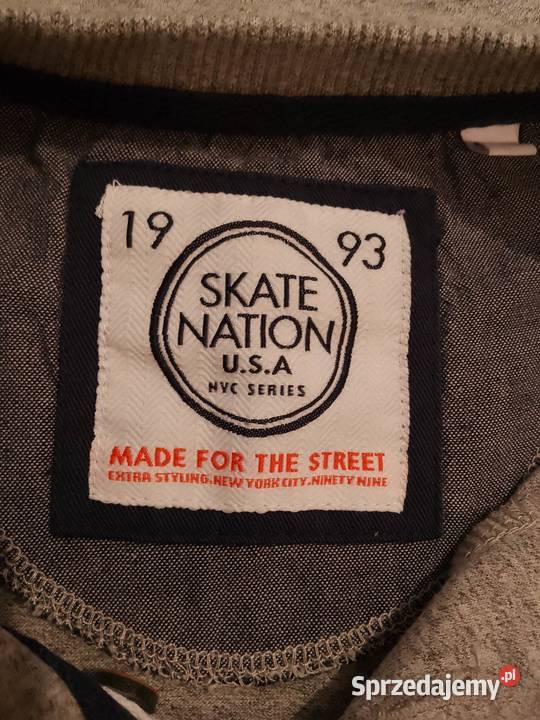 19 93
SKATE
NATION
U.S.A
NYC SERIES
MADE FOR THE STREET
EXTRA STYLING.NEW YORK CITY.NINETY NINE
Sprzedajemy.pl